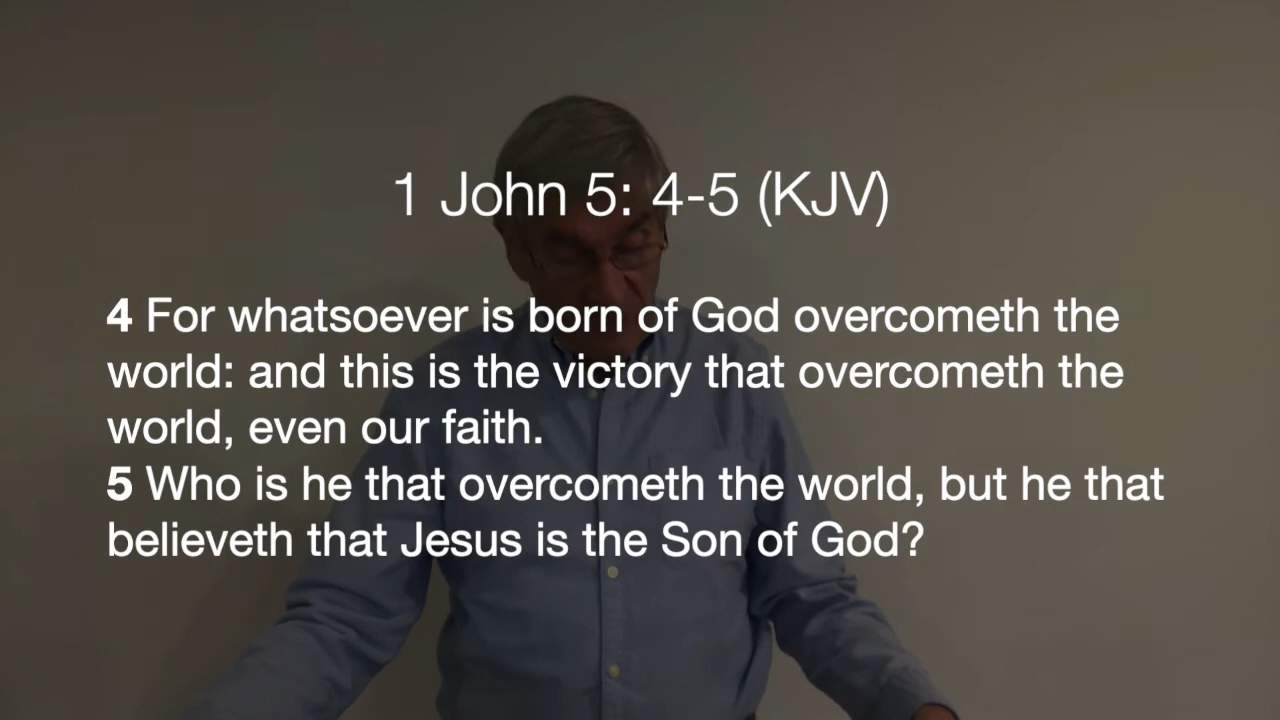 1 John 5: 4-5 (KJV)
4 For whatsoever is born of God overcometh the
world: and this is the victory that overcometh the
world, even our faith.
5 Who is he that overcometh the world, but he that
believeth that Jesus is the Son of God?